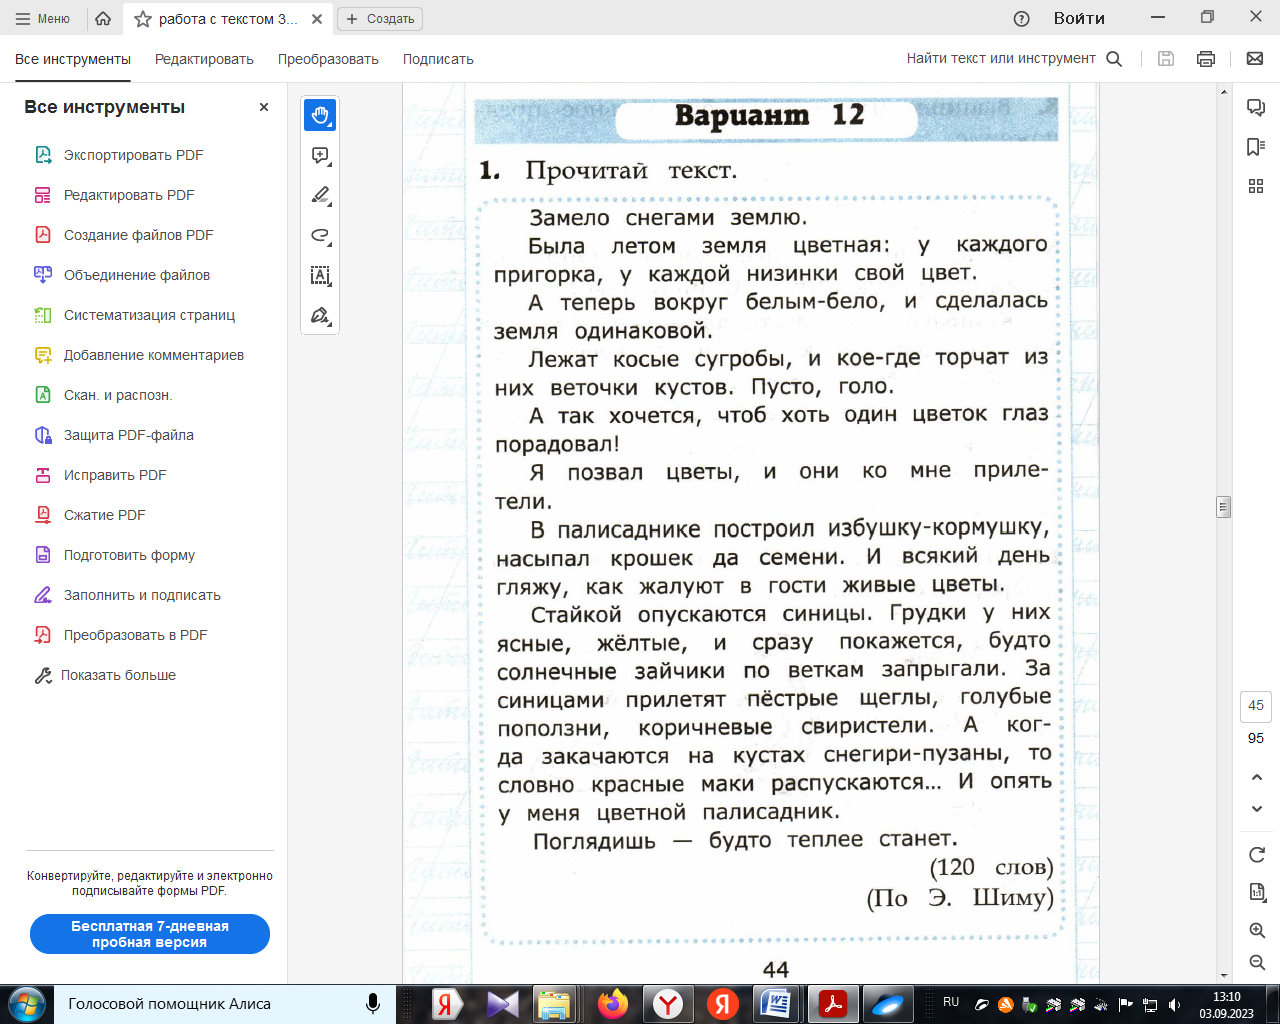 Меню
работа с текстом 3...
Создать
Войти
Все инструменты
Редактировать
Преобразовать
Подписать
Найти текст или инструмент
Все инструменты
Экспортировать PDF
Редактировать PDF
Создание файлов PDF
Объединение файлов
Систематизация страниц
Добавление комментариев
Скан. и распозн.
Защита PDF-файла
Исправить PDF
Сжатие PDF
Подготовить форму
Заполнить и подписать
Преобразовать в PDF
Показать больше
Конвертируйте, редактируйте и электронно
подписывайте формы PDF.
Бесплатная 7-дневная
пробная версия
Вариант 12
1. Прочитай текст.
Замело снегами землю.
Была летом земля цветная: у каждого
пригорка, у каждой низинки свой цвет.
А теперь вокруг белым-бело, и сделалась
земля одинаковой.
Лежат косые сугробы, и кое-где торчат из
них веточки кустов. Пусто, голо.
А так хочется, чтоб хоть один цветок глаз
порадовал!
Я позвал цветы, и они ко мне приле-
тели.
В палисаднике построил избушку-кормушку,
насыпал крошек да семени. И всякий день
гляжу, как жалуют в гости живые цветы.
Стайкой опускаются синицы. Грудки у них
ясные, жёлтые, и сразу покажется, будто
солнечные зайчики по веткам запрыгали. За
синицами прилетят пёстрые щеглы, голубые
поползни, коричневые свиристели. А ког-
да закачаются на кустах снегири-пузаны, то
словно красные маки распускаются... И опять
у меня цветной палисадник.
Поглядишь — будто теплее станет.
(120 слов)
(По Э. Шиму)
44
45
95
Голосовой помощник Алиса
RU
13:10
03.09.2023